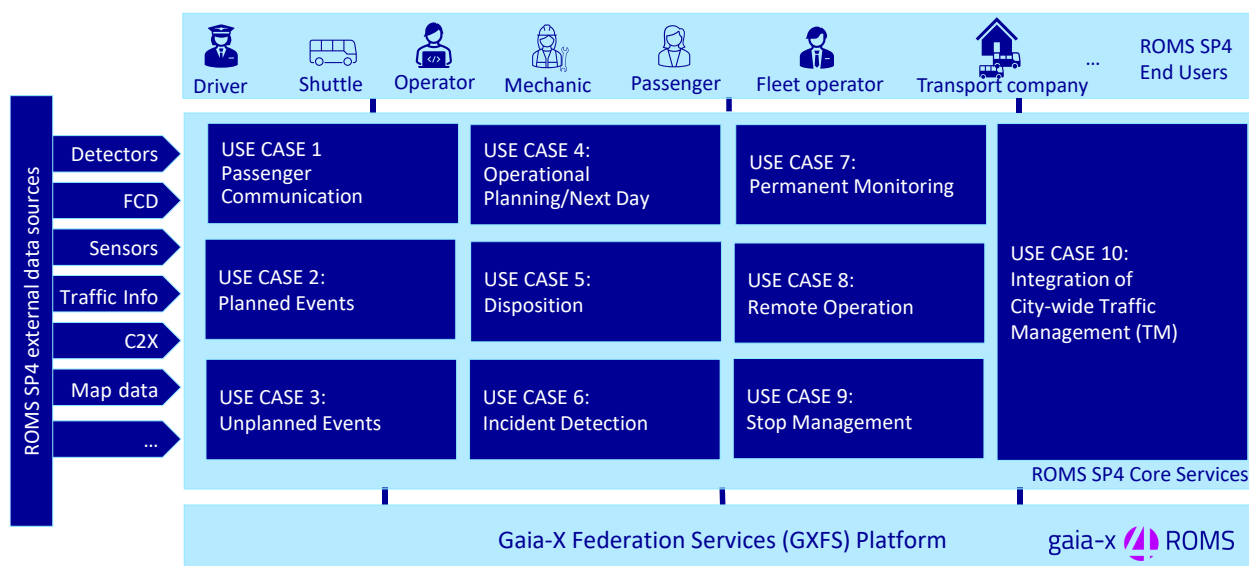 Driver
Shuttle
Operator
Mechanic
Passenger
Fleet operator
Transport company
...
ROMS SP4
End Users
ROMS SP4 external data sources
Detectors
FCD
Sensors
Traffic Info
C2X
Map data
...
USE CASE 1
Passenger
Communication
USE CASE 4:
Operational
Planning/Next Day
USE CASE 7:
Permanent Monitoring
USE CASE 2:
Planned Events
USE CASE 5:
Disposition
USE CASE 8:
Remote Operation
USE CASE 10:
Integration of
City-wide Traffic
Management (TM)
USE CASE 3:
Unplanned Events
USE CASE 6:
Incident Detection
USE CASE 9:
Stop Management
ROMS SP4 Core Services
Gaia-X Federation Services (GXFS) Platform
gaia-x 4 ROMS